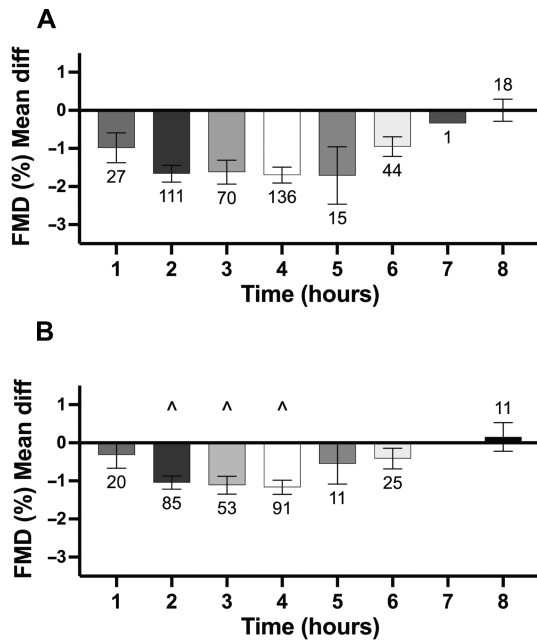 A
FMD (%) Mean diff
1
0
−1
−2
−3
27
111
70
136
15
44
1
18
1 2 3 4 5 6 7 8
Time (hours)
B
FMD (%) Mean diff
1
0
−1
−2
−3
^ ^ ^
20
85
53
91
11
25
11
1 2 3 4 5 6 7 8
Time (hours)